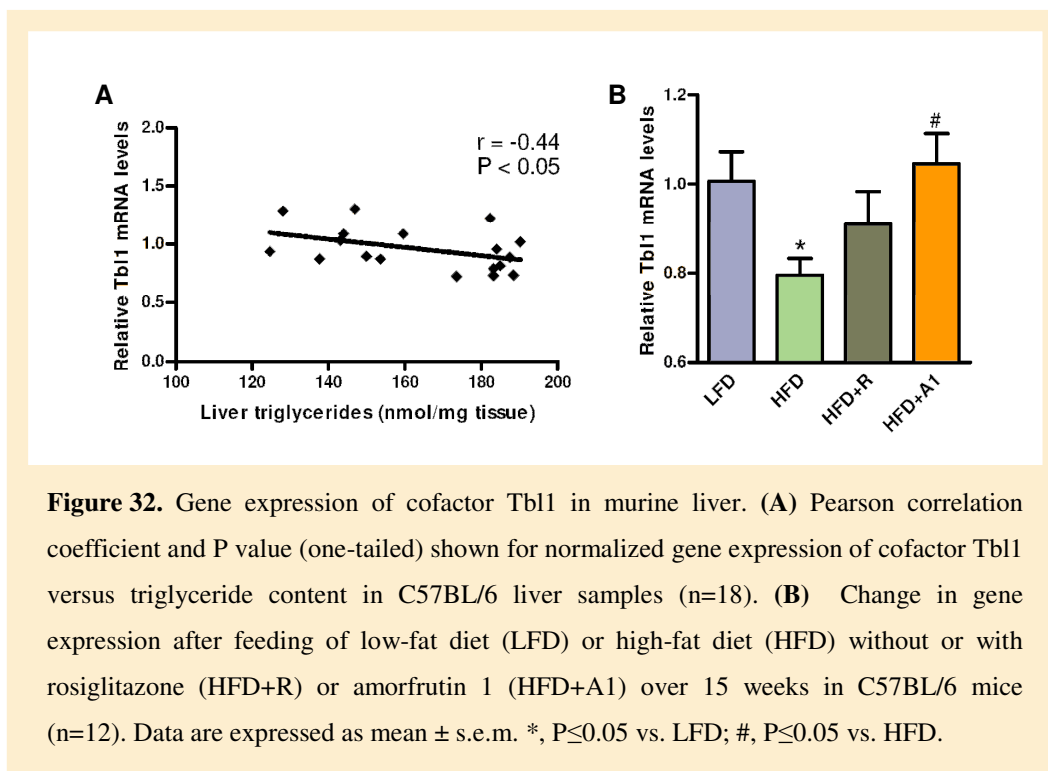 A
B
r = -0.44
P < 0.05
Relative Tbl1 mRNA levels
2.0
1.5
1.0
0.5
0.0
100 120 140 160 180 200
Liver triglycerides (nmol/mg tissue)
Relative Tbl1 mRNA levels
1.2
1.0
0.8
0.6
*
#
LFD
HFD
HFD+R
HFD+A1
Figure 32. Gene expression of cofactor Tbl1 in murine liver. (A) Pearson correlation
coefficient and P value (one-tailed) shown for normalized gene expression of cofactor Tbl1
versus triglyceride content in C57BL/6 liver samples (n=18). (B) Change in gene
expression after feeding of low-fat diet (LFD) or high-fat diet (HFD) without or with
rosiglitazone (HFD+R) or amorfrutin 1 (HFD+A1) over 15 weeks in C57BL/6 mice
(n=12). Data are expressed as mean ± s.e.m. *, P≤0.05 vs. LFD; #, P≤0.05 vs. HFD.